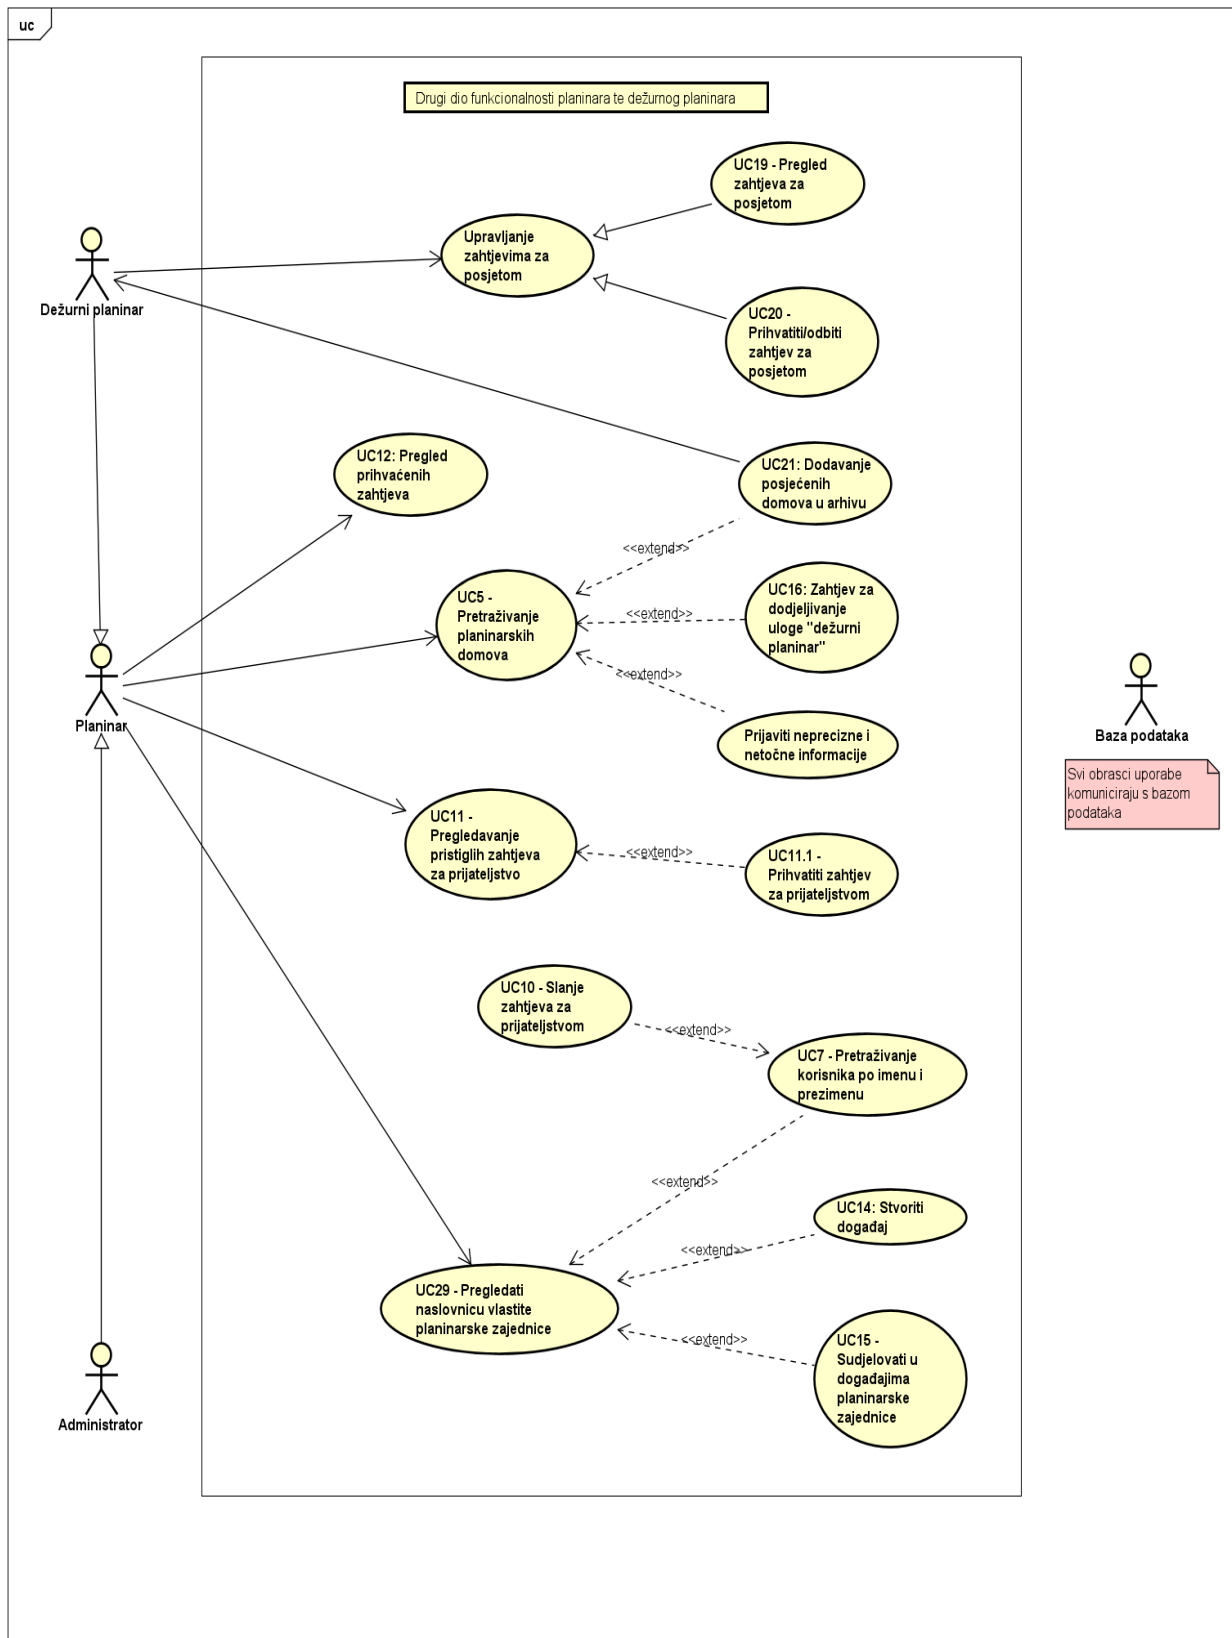 uc
Drugi dio funkcionalnosti planinara te dežurnog planinara
UC19 - Pregled
zahtjeva za
posjetom
Upravljanje
zahtjevima za
posjetom
Dežurni planinar
UC20 -
Prihvatiti/odbiti
zahtjev za
posjetom
UC12: Pregled
prihvaćenih
zahtjeva
UC21: Dodavanje
posjećenih
domova u arhivu
<<extend>>
UC5 -
Pretraživanje
planinarskih
domova
<<extend>>
UC16: Zahtjev za
dodjeljivanje
uloge "dežurni
planinar"
<<extend>>
Planinar
Prijaviti neprecizne i
netočne informacije
Baza podataka
Svi obrasci uporabe
komuniciraju s bazom
podataka
UC11 -
Pregledavanje
pristiglih zahtjeva
za prijateljstvo
<<extend>>
UC11.1 -
Prihvatiti zahtjev
za prijateljstvom
UC10 - Slanje
zahtjeva za
prijateljstvom
<<extend>>
UC7 - Pretraživanje
korisnika po imenu i
prezimenu
<<extend>>
UC14: Stvoriti
događaj
<<extend>>
UC29 - Pregledati
naslovnicu vlastite
planinarske zajednice
<<extend>>
UC15 -
Sudjelovati u
događajima
planinarske
zajednice
Administrator